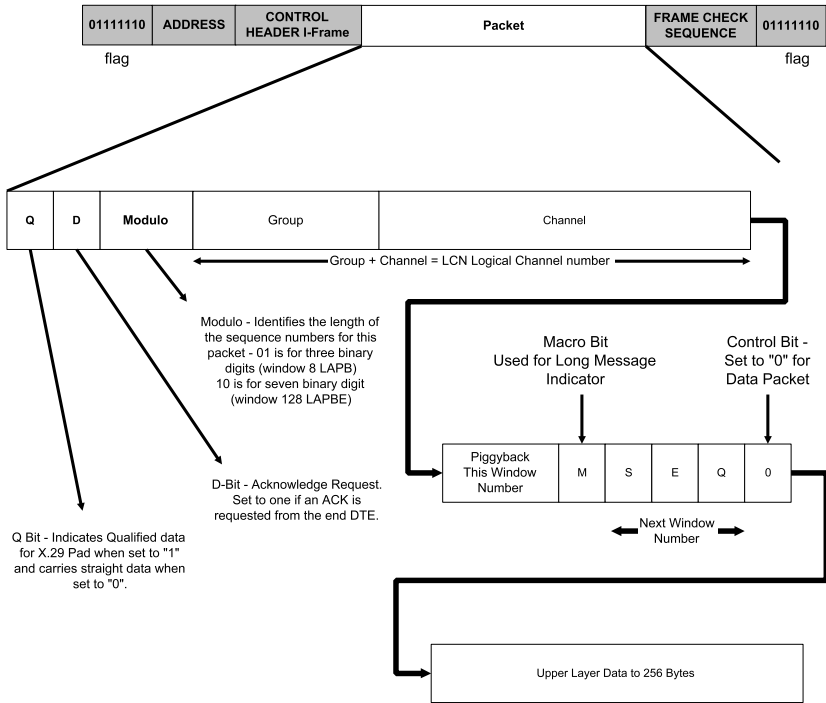 01111110 ADDRESS CONTROL HEADER I-Frame Packet FRAME CHECK SEQUENCE 01111110
flag flag
Q D Modulo Group Channel
Group + Channel = LCN Logical Channel number
Modulo - Identifies the length of
the sequence numbers for this
packet - 01 is for three binary
digits (window 8 LAPB)
10 is for seven binary digit
(window 128 LAPBE)
Macro Bit
Used for Long Message
Indicator
Control Bit -
Set to "0" for
Data Packet
Piggyback
This Window
Number
M S E Q 0
Next Window
Number
D-Bit - Acknowledge Request.
Set to one if an ACK is
requested from the end DTE.
Q Bit - Indicates Qualified data
for X.29 Pad when set to "1"
and carries straight data when
set to "0".
Upper Layer Data to 256 Bytes